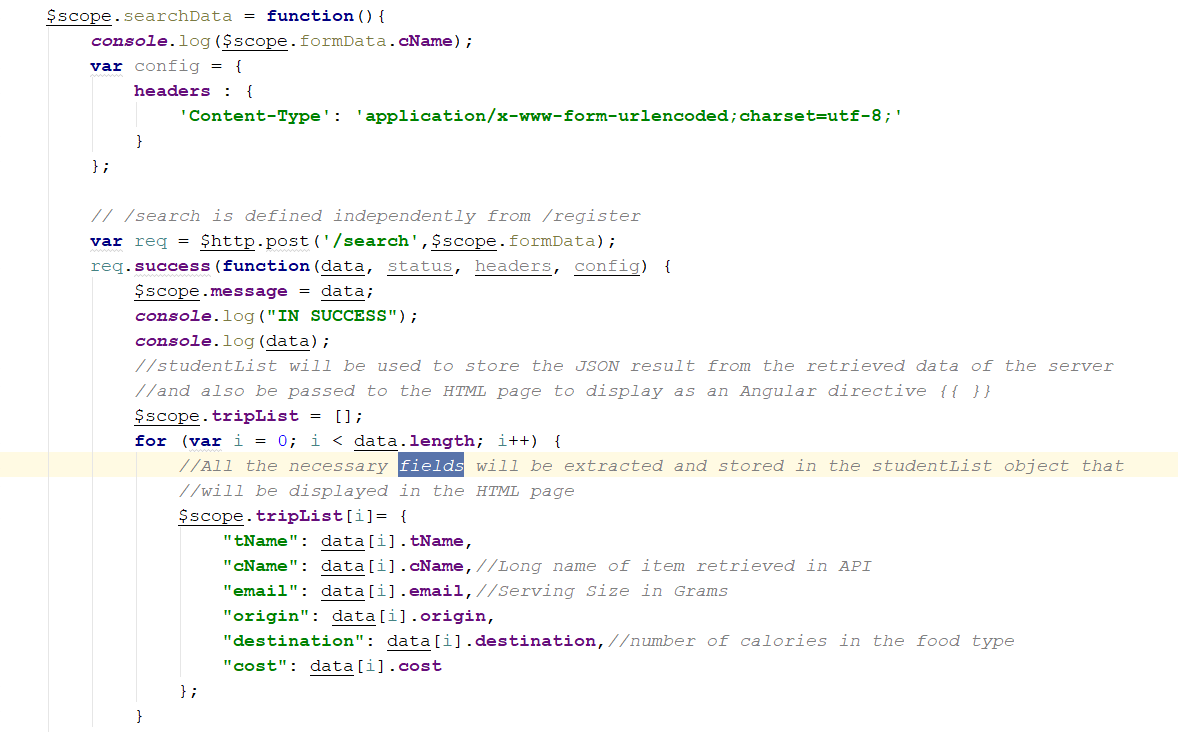 $scope.searchData = function(){
console.log($scope.formData.cName);
var config = {
headers : {
'Content-Type': 'application/x-www-form-urlencoded;charset=utf-8;'
}
};
// /search is defined independently from /register
var req = $http.post('/search',$scope.formData);
req.success(function(data, status, headers, config) {
$scope.message = data;
console.log("IN SUCCESS");
console.log(data);
//studentList will be used to store the JSON result from the retrieved data of the server
//and also be passed to the HTML page to display as an Angular directive {{ }}
$scope.tripList = [];
for (var i = 0; i < data.length; i++) {
//All the necessary fields will be extracted and stored in the studentList object that
//will be displayed in the HTML page
$scope.tripList[i]= {
"tName": data[i].tName,
"cName": data[i].cName,//Long name of item retrieved in API
"email": data[i].email,//Serving Size in Grams
"origin": data[i].origin,
"destination": data[i].destination,//number of calories in the food type
"cost": data[i].cost
};
}